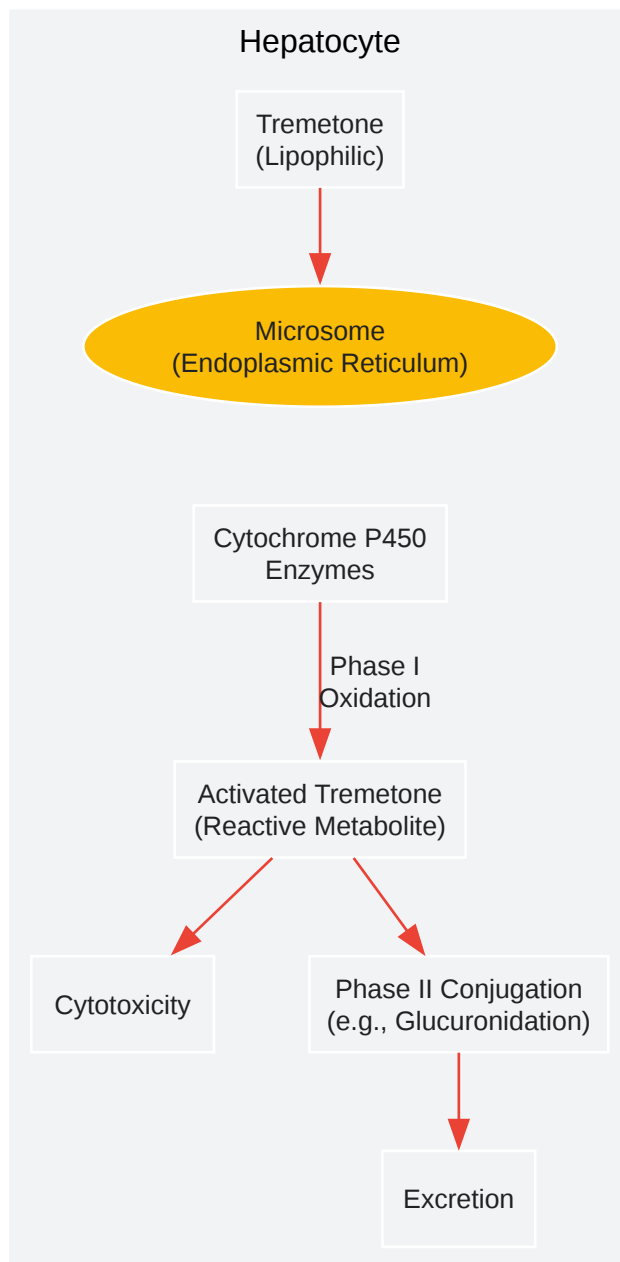 Hepatocyte
Tremetone
(Lipophilic)
Microsome
(Endoplasmic Reticulum)
Cytochrome P450
Enzymes
Phase I
Oxidation
Activated Tremetone
(Reactive Metabolite)
Cytotoxicity
Phase II Conjugation
(e.g., Glucuronidation)
Excretion